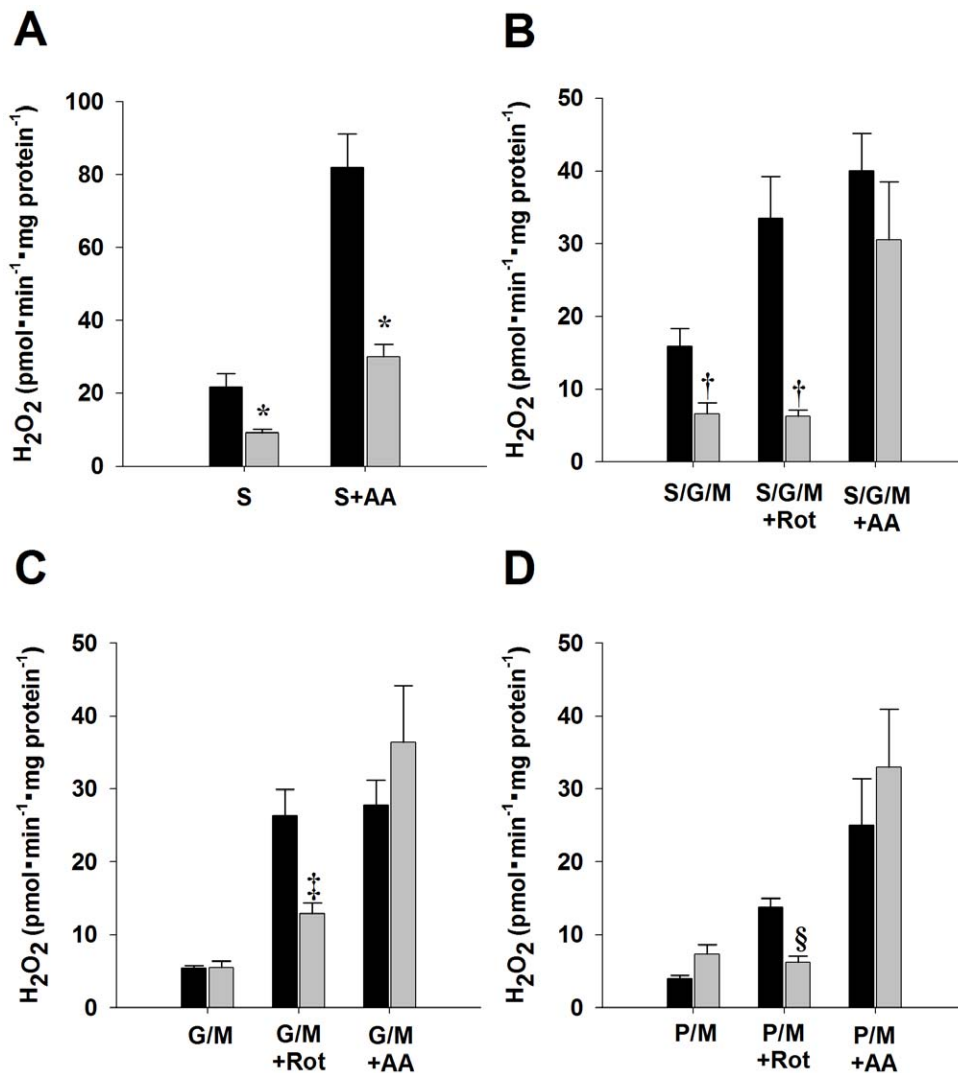 A
H₂O₂ (pmol·min⁻¹·mg protein⁻¹)
100
80
60
40
20
0
*
*
S
S+AA
B
H₂O₂ (pmol·min⁻¹·mg protein⁻¹)
50
40
30
20
10
0
†
†
S/G/M
S/G/M
+Rot
S/G/M
+AA
C
H₂O₂ (pmol·min⁻¹·mg protein⁻¹)
50
40
30
20
10
0
‡
G/M
G/M
+Rot
G/M
+AA
D
H₂O₂ (pmol·min⁻¹·mg protein⁻¹)
50
40
30
20
10
0
§
P/M
P/M
+Rot
P/M
+AA